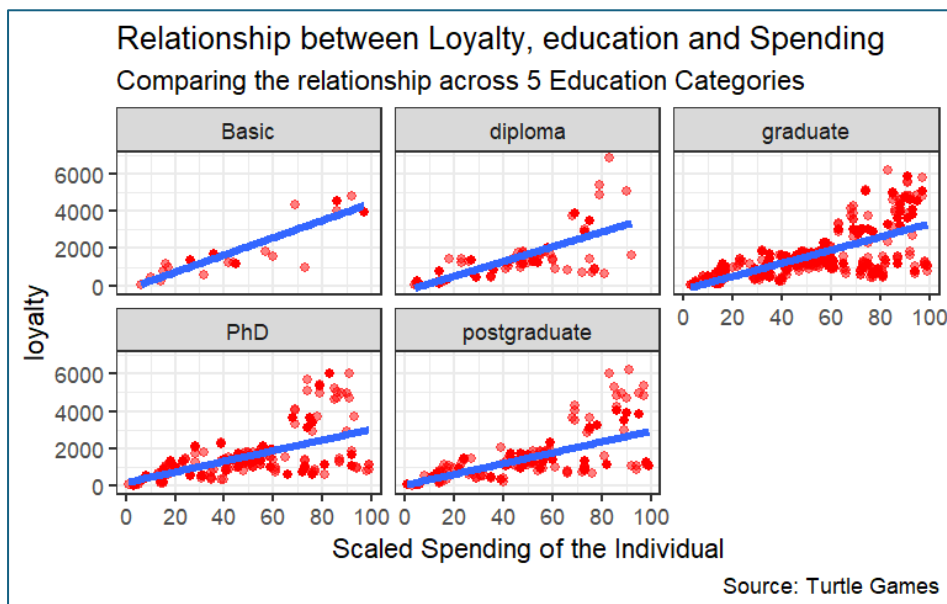 Relationship between Loyalty, education and Spending
Comparing the relationship across 5 Education Categories
Basic
diploma
graduate
6000
4000
2000
0
0 20 40 60 80 100
PhD
postgraduate
6000
4000
2000
0
0 20 40 60 80 100
0 20 40 60 80 100
loyalty
Scaled Spending of the Individual
Source: Turtle Games